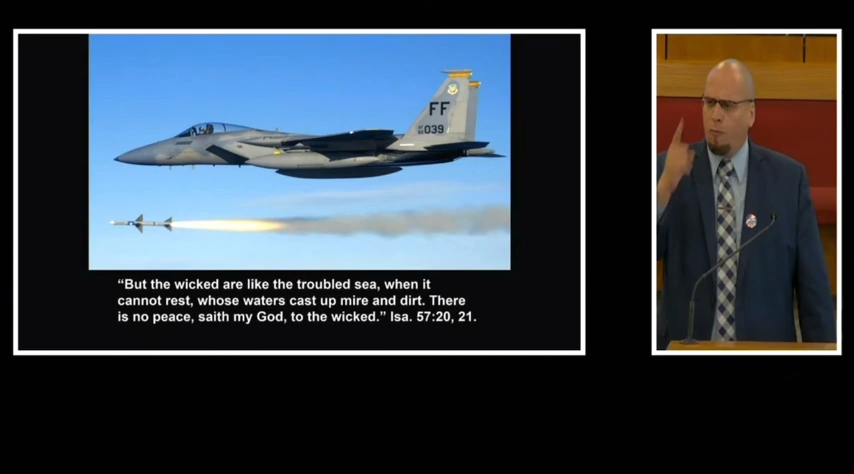 FF
039
“But the wicked are like the troubled sea, when it
cannot rest, whose waters cast up mire and dirt. There
is no peace, saith my God, to the wicked.” Isa. 57:20, 21.